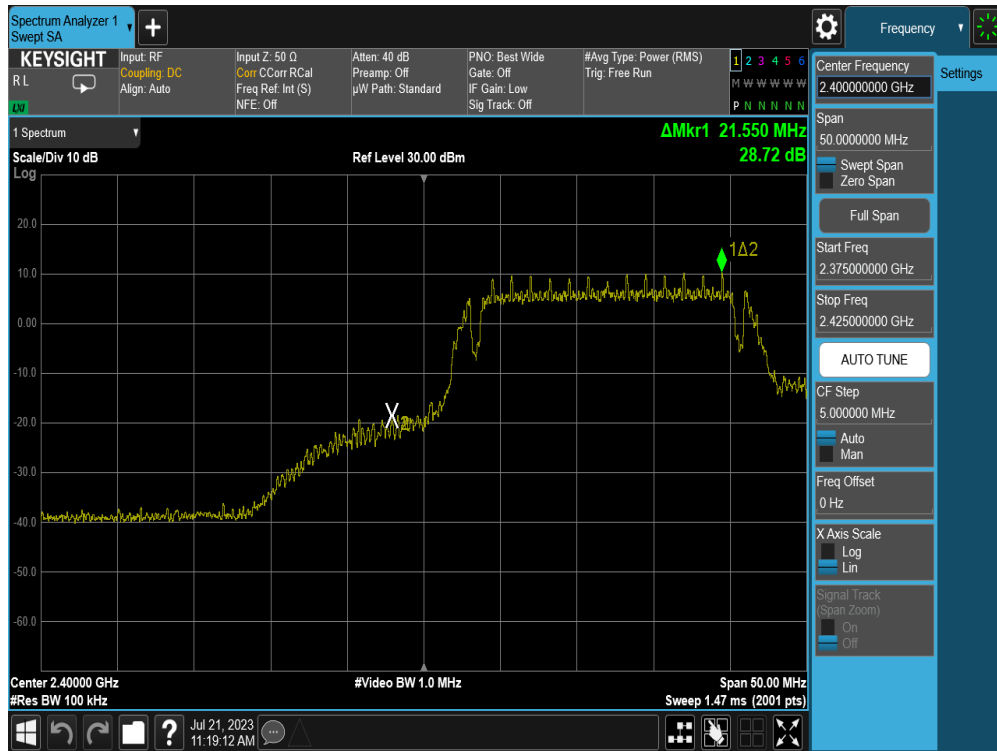 Spectrum Analyzer 1
Swept SA
+
Frequency
KEYSIGHT
R L
LXI
Input: RF
Coupling: DC
Align: Auto
Input Z: 50 Ω
Corr CCorr RCal
Freq Ref: Int (S)
NFE: Off
Atten: 40 dB
Preamp: Off
µW Path: Standard
PNO: Best Wide
Gate: Off
IF Gain: Low
Sig Track: Off
#Avg Type: Power (RMS)
Trig: Free Run
1 2 3 4 5 6
M W W W W W
P N N N N N
1 Spectrum
Scale/Div 10 dB
Log
Ref Level 30.00 dBm
ΔMkr1 21.550 MHz
28.72 dB
20.0
10.0
0.00
-10.0
-20.0
-30.0
-40.0
-50.0
-60.0
1Δ2
X2
Center 2.40000 GHz
#Res BW 100 kHz
#Video BW 1.0 MHz
Span 50.00 MHz
Sweep 1.47 ms (2001 pts)
Center Frequency
2.400000000 GHz
Settings
Span
50.0000000 MHz
Swept Span
Zero Span
Full Span
Start Freq
2.375000000 GHz
Stop Freq
2.425000000 GHz
AUTO TUNE
CF Step
5.000000 MHz
Auto
Man
Freq Offset
0 Hz
X Axis Scale
Log
Lin
Signal Track
(Span Zoom)
On
Off
?
Jul 21, 2023
11:19:12 AM